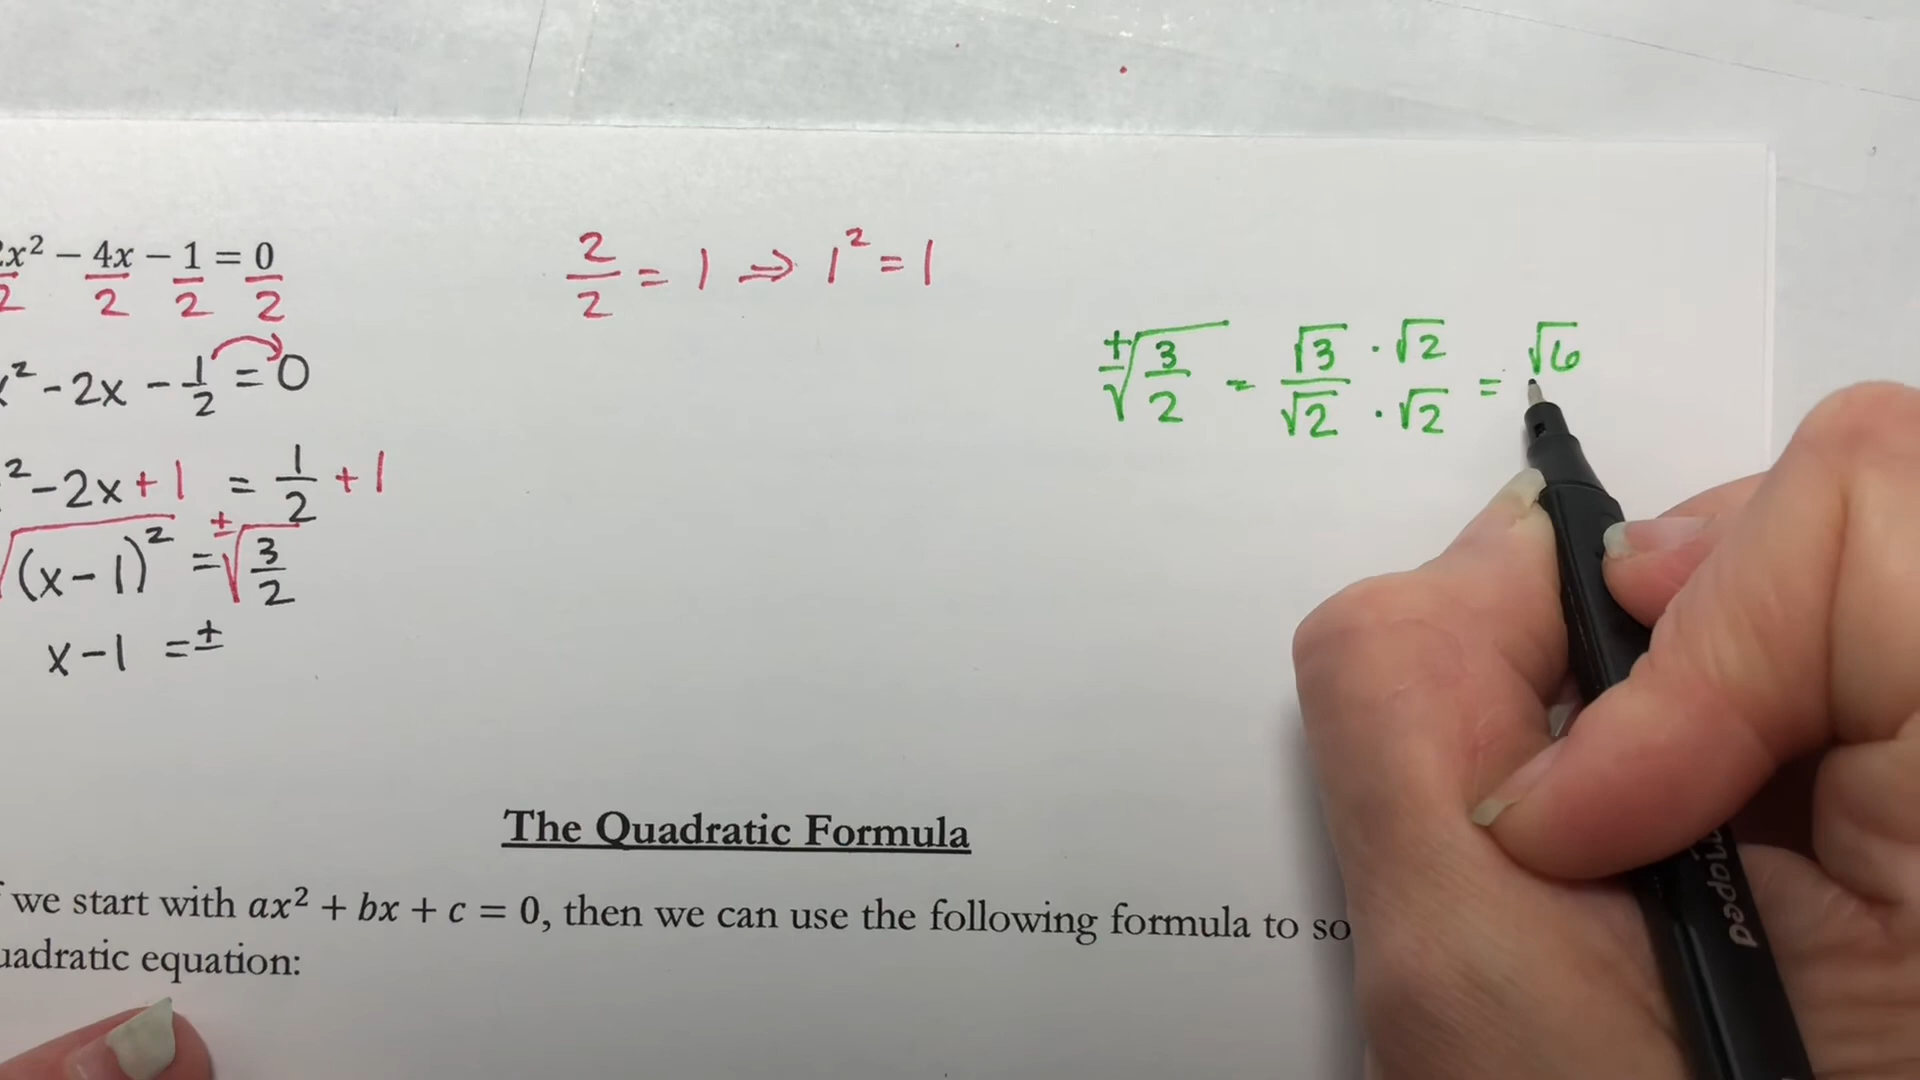 2x² − 4x − 1 = 0
2 2 2 2
x² - 2x - 1/2 = 0
² - 2x + 1 = 1/2 + 1
√(x - 1)² = ±√(3/2)
x - 1 = ±
2/2 = 1 ⇒ 1² = 1
±√(3/2) = √3/√2 · √2/√2 = √6
The Quadratic Formula
we start with ax² + bx + c = 0, then we can use the following formula to so
uadratic equation: